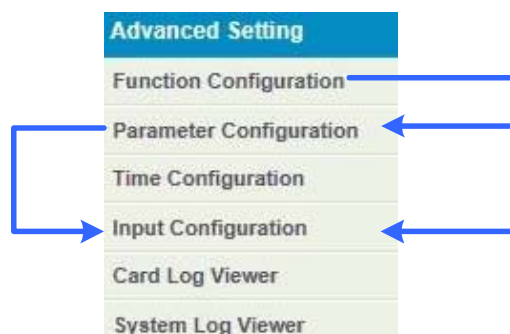 Advanced Setting
Function Configuration
Parameter Configuration
Time Configuration
Input Configuration
Card Log Viewer
System Log Viewer